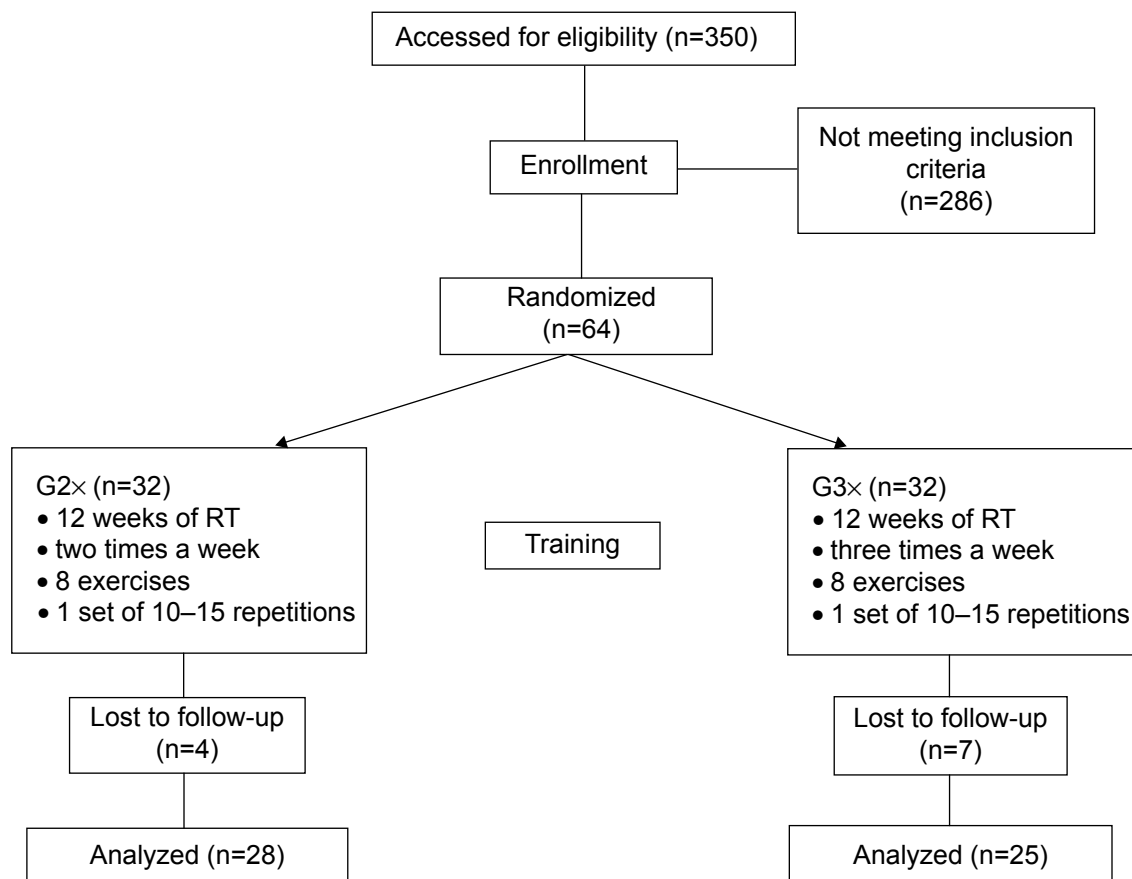 Accessed for eligibility (n=350)
Enrollment
Not meeting inclusion
criteria
(n=286)
Randomized
(n=64)
G2× (n=32)
• 12 weeks of RT
• two times a week
• 8 exercises
• 1 set of 10–15 repetitions
Training
G3× (n=32)
• 12 weeks of RT
• three times a week
• 8 exercises
• 1 set of 10–15 repetitions
Lost to follow-up
(n=4)
Lost to follow-up
(n=7)
Analyzed (n=28)
Analyzed (n=25)